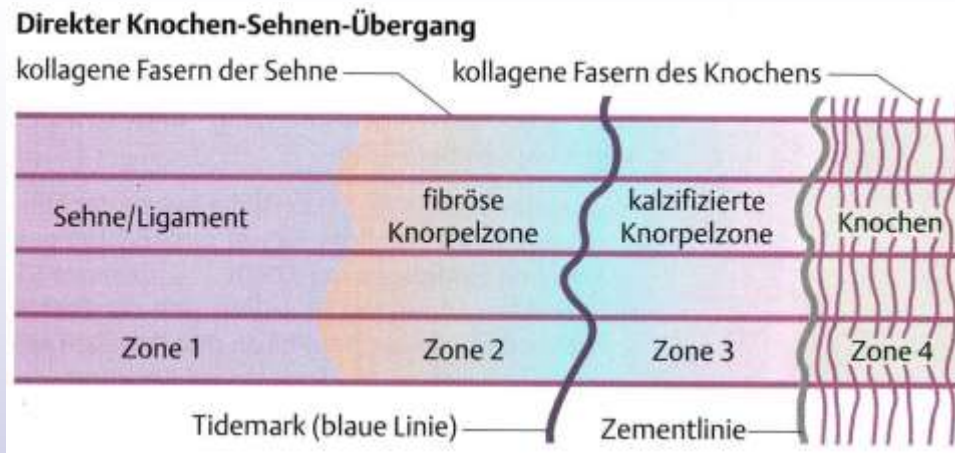 Direkter Knochen-Sehnen-Übergang
kollagene Fasern der Sehne
kollagene Fasern des Knochens
Sehne/Ligament
fibröse
Knorpelzone
kalzifizierte
Knorpelzone
Knochen
Zone 1
Zone 2
Zone 3
Zone 4
Tidemark (blaue Linie)
Zementlinie